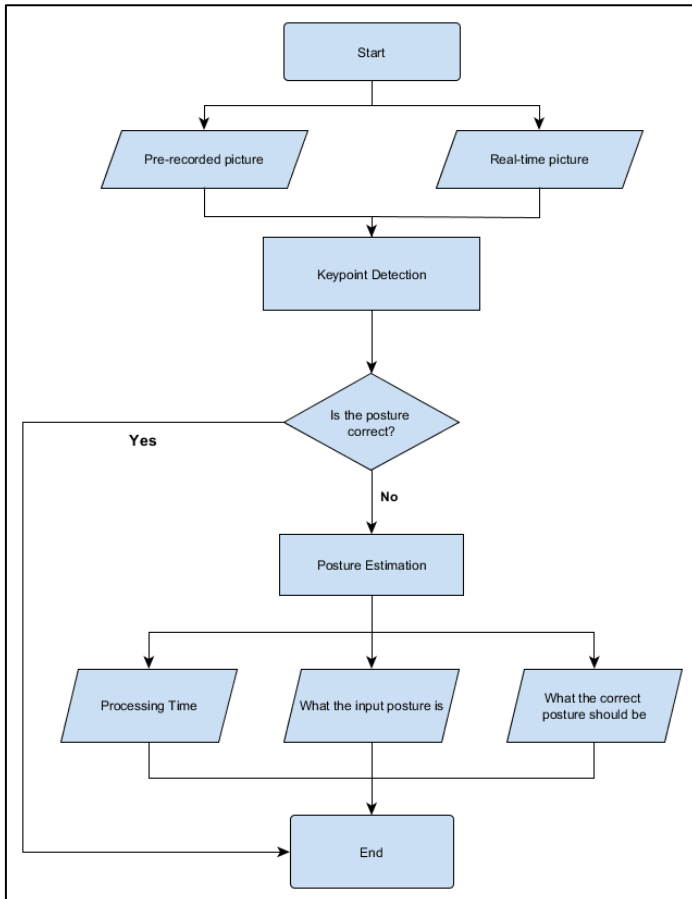 Start
Pre-recorded picture
Real-time picture
Keypoint Detection
Is the posture
correct?
Yes
No
Posture Estimation
Processing Time
What the input posture is
What the correct
posture should be
End